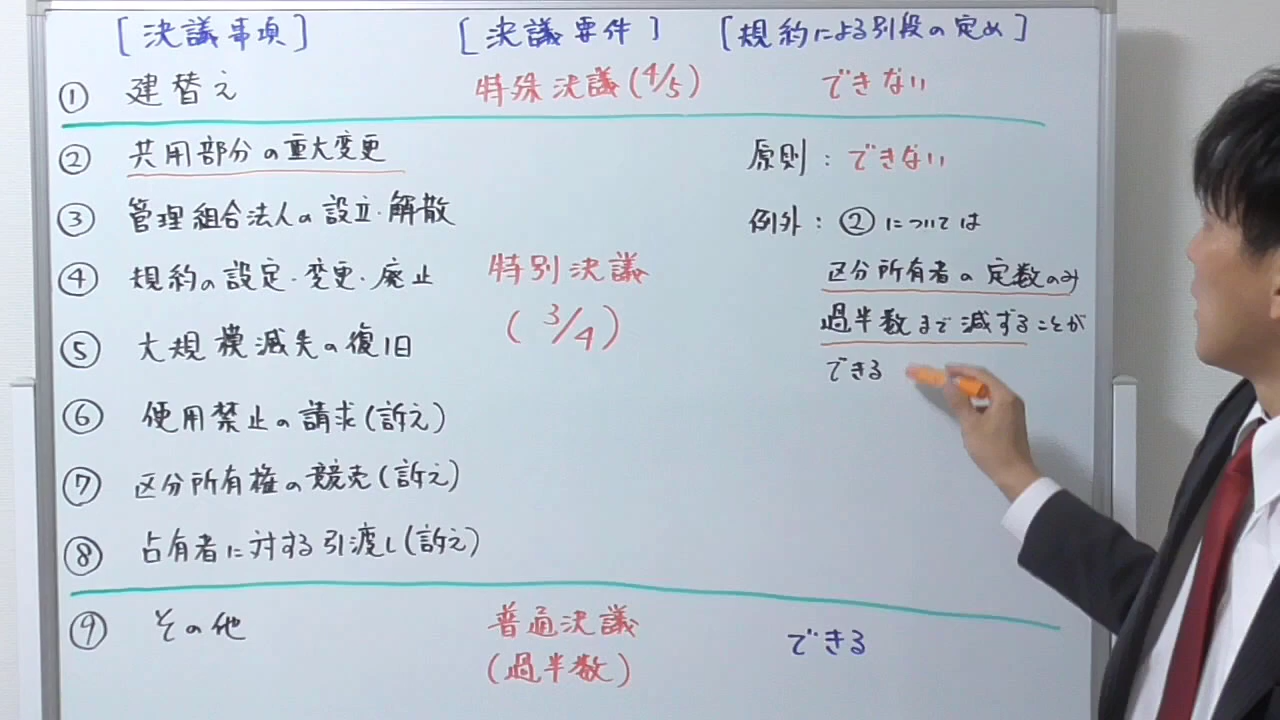 [決議事項] [決議要件] [規約による別段の定め]
① 建替え 特殊決議(4/5) できない
② 共用部分の重大変更 原則:できない
③ 管理組合法人の設立・解散 例外:②については
④ 規約の設定・変更・廃止 特別決議 区分所有者の定数のみ
⑤ 大規模滅失の復旧 (3/4) 過半数まで減ずることが
できる
⑥ 使用禁止の請求(訴え)
⑦ 区分所有権の競売(訴え)
⑧ 占有者に対する引渡し(訴え)
⑨ その他 普通決議 できる
(過半数)